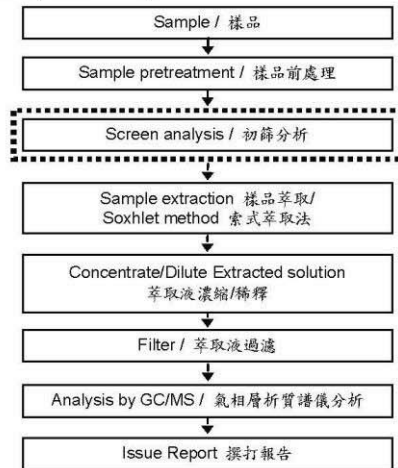 Sample / 樣品
Sample pretreatment / 樣品前處理
Screen analysis / 初篩分析
Sample extraction 樣品萃取/
Soxhlet method 索式萃取法
Concentrate/Dilute Extracted solution
萃取液濃縮/稀釋
Filter / 萃取液過濾
Analysis by GC/MS / 氣相層析質譜儀分析
Issue Report 撰打報告